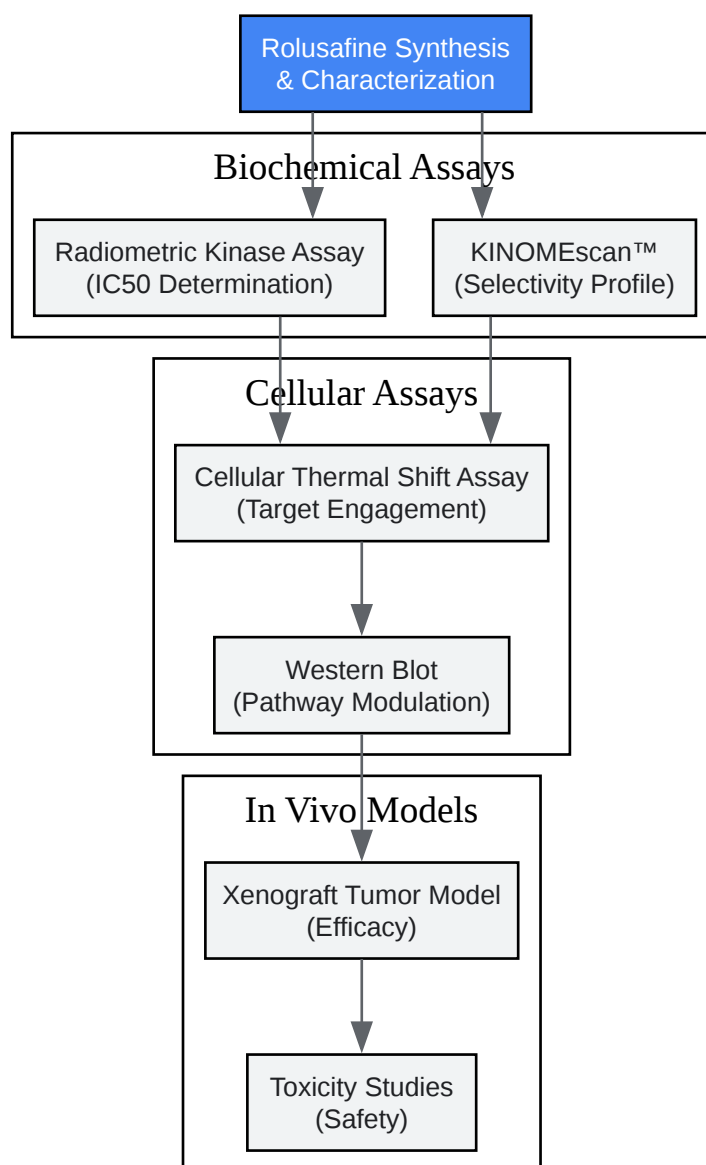 Rolusafine Synthesis
& Characterization
Biochemical Assays
Radiometric Kinase Assay
(IC50 Determination)
KINOMEscan™
(Selectivity Profile)
Cellular Assays
Cellular Thermal Shift Assay
(Target Engagement)
Western Blot
(Pathway Modulation)
In Vivo Models
Xenograft Tumor Model
(Efficacy)
Toxicity Studies
(Safety)